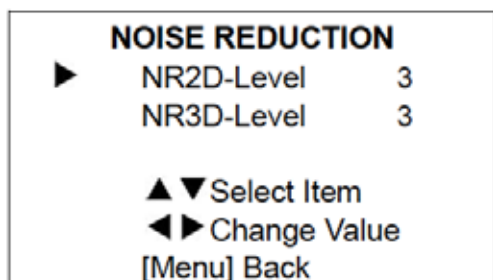 NOISE REDUCTION
▶ NR2D-Level 3
NR3D-Level 3
▲▼Select Item
◀▶Change Value
[Menu] Back